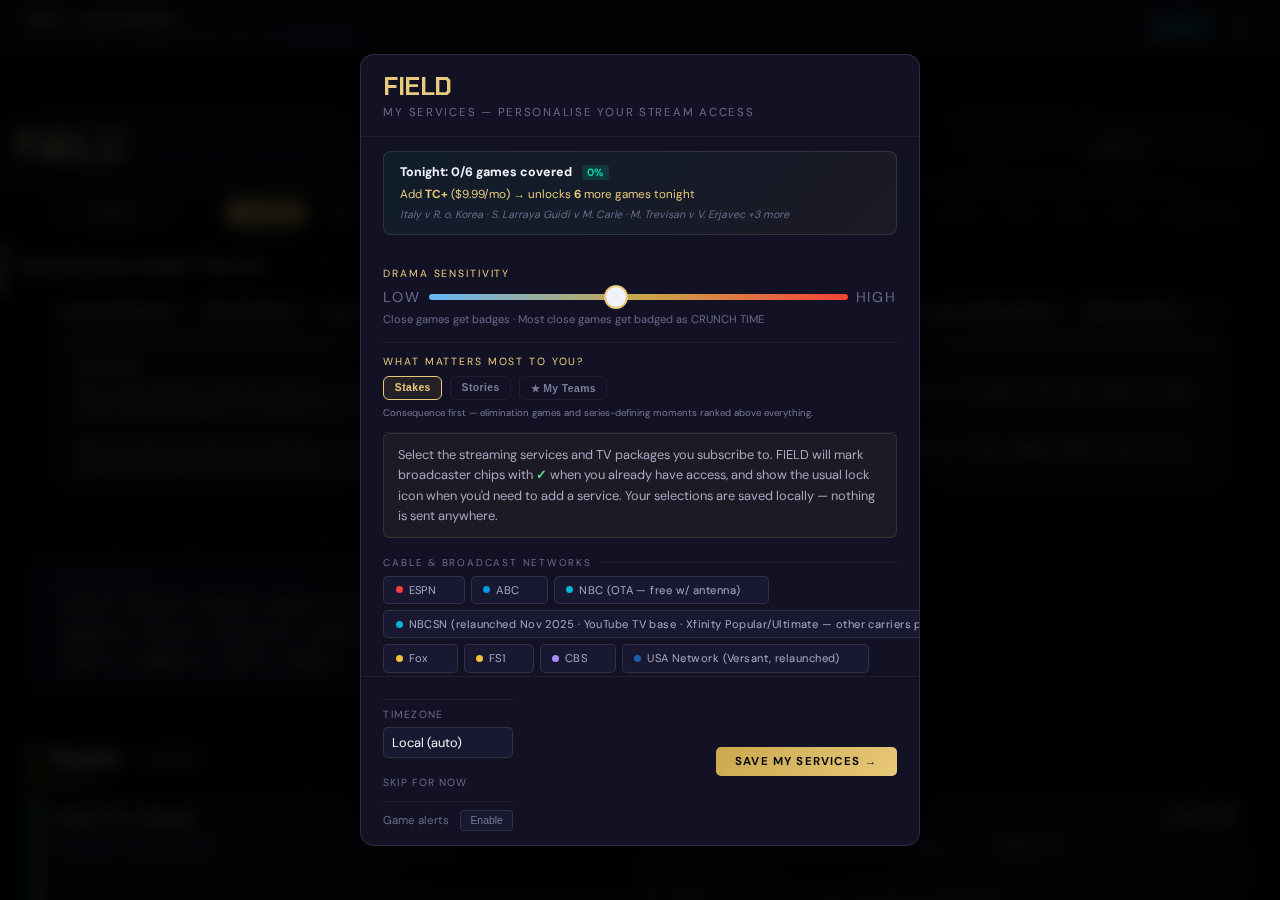 FIELD
MY SERVICES — PERSONALISE YOUR STREAM ACCESS
Tonight: 0/6 games covered 0%
Add TC+ ($9.99/mo) → unlocks 6 more games tonight
Italy v R. o. Korea · S. Larraya Guidi v M. Carle · M. Trevisan v V. Erjavec +3 more
DRAMA SENSITIVITY
LOW HIGH
Close games get badges · Most close games get badged as CRUNCH TIME
WHAT MATTERS MOST TO YOU?
Stakes Stories ★ My Teams
Consequence first — elimination games and series-defining moments ranked above everything.
Select the streaming services and TV packages you subscribe to. FIELD will mark
broadcaster chips with ✓ when you already have access, and show the usual lock
icon when you'd need to add a service. Your selections are saved locally — nothing
is sent anywhere.
CABLE & BROADCAST NETWORKS
ESPN ABC NBC (OTA — free w/ antenna)
NBCSN (relaunched Nov 2025 · YouTube TV base · Xfinity Popular/Ultimate — other carriers
Fox FS1 CBS USA Network (Versant, relaunched)
TIMEZONE
Local (auto)
SAVE MY SERVICES →
SKIP FOR NOW
Game alerts Enable